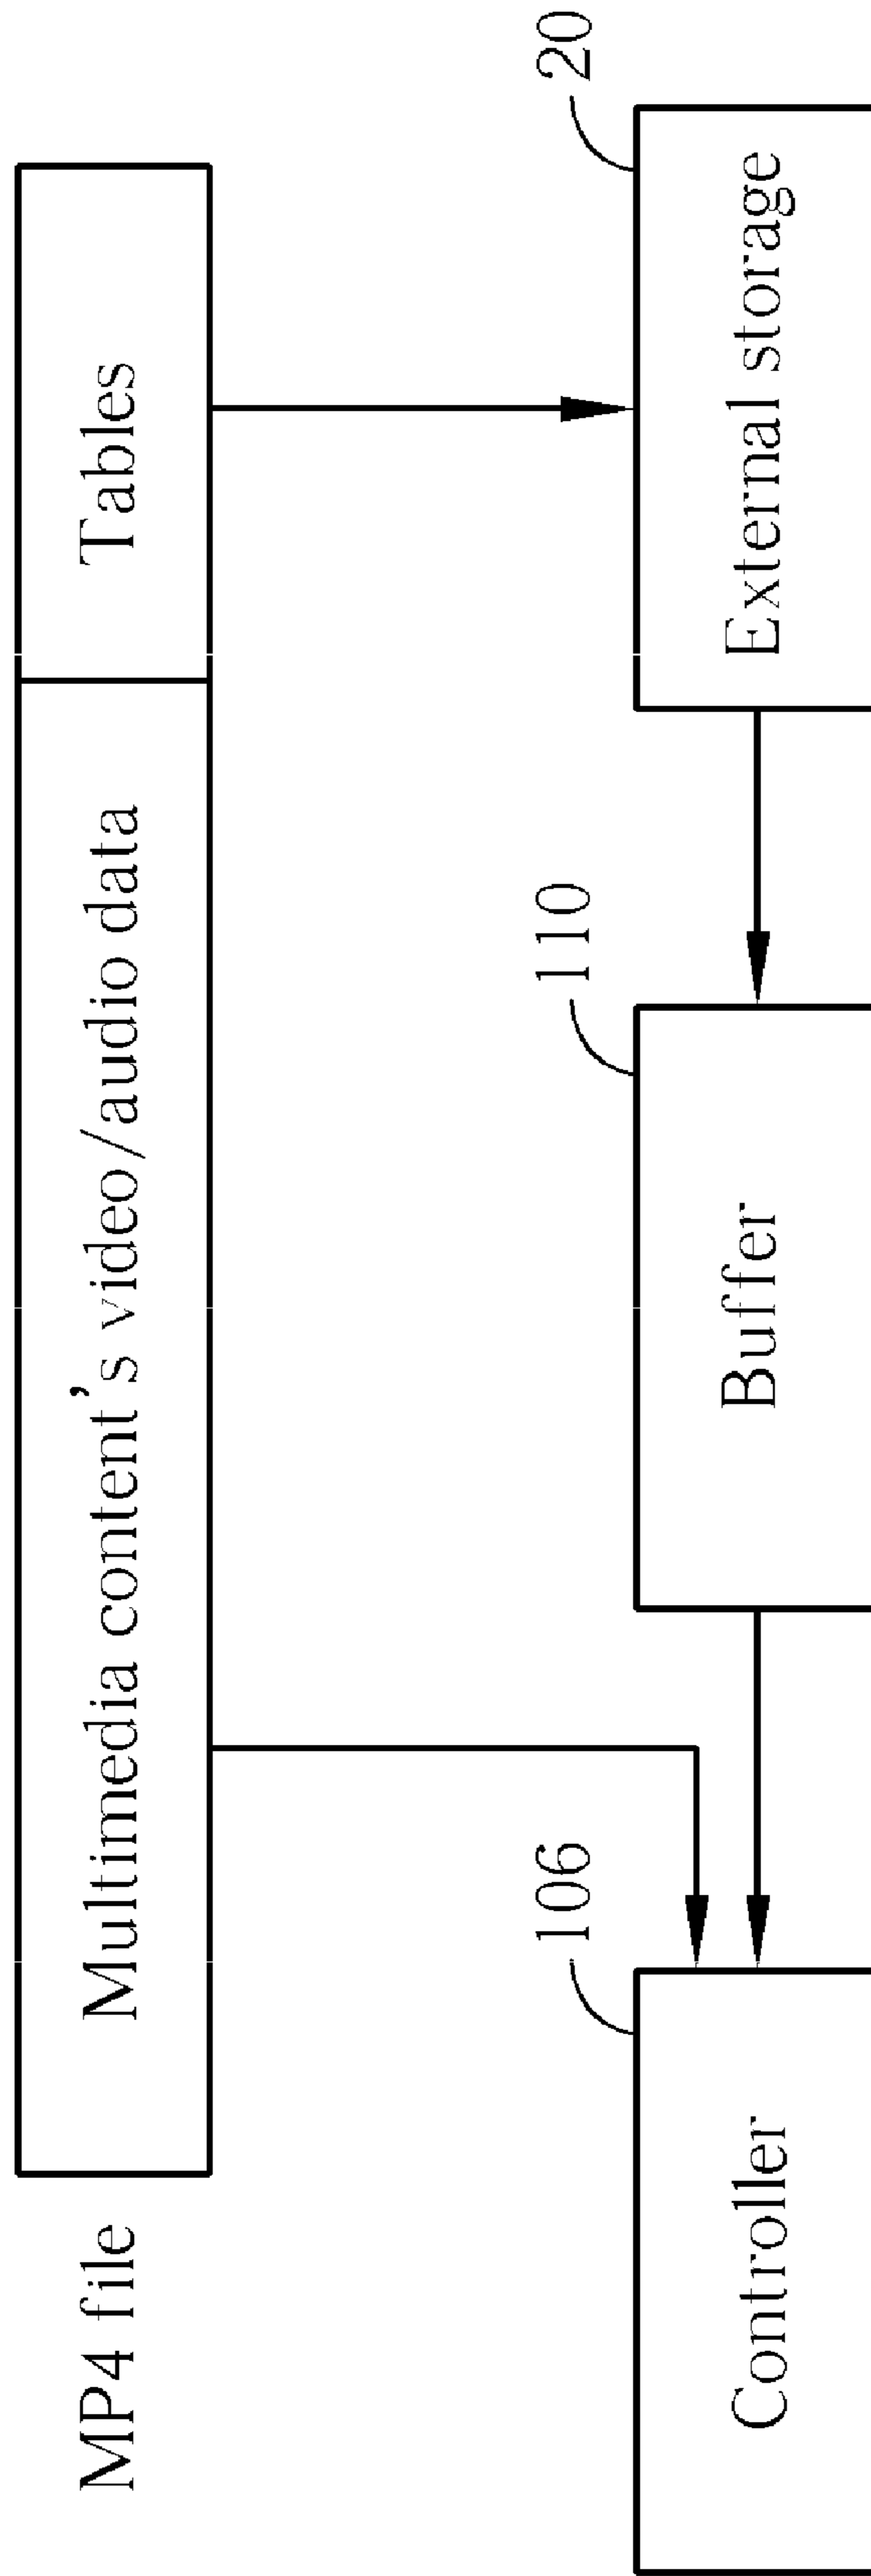 MP4 file
Multimedia content's video/audio data
Tables
106
110
20
Controller
Buffer
External storage